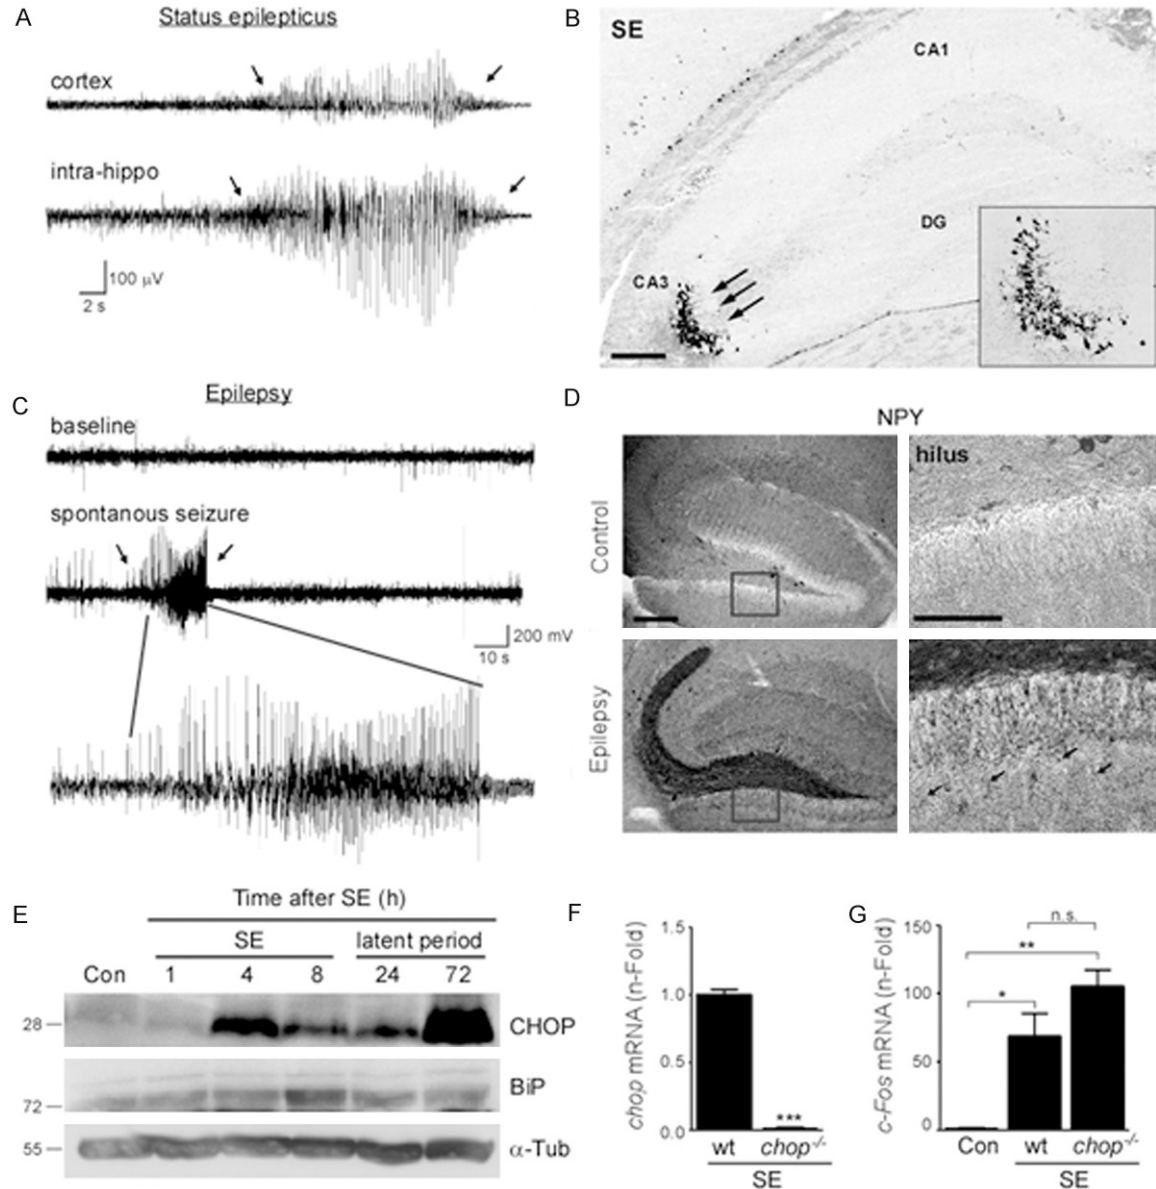 A
Status epilepticus
cortex
intra-hippo
100 µV
2 s
B
SE
CA1
DG
CA3
C
Epilepsy
baseline
spontanous seizure
200 mV
10 s
D
NPY
Control
hilus
Epilepsy
E
Time after SE (h)
SE latent period
Con 1 4 8 24 72
28 CHOP
BiP
72
55 α-Tub
F
chop mRNA (n-Fold)
1.5
1.0
0.5
0.0
***
wt chop-/-
SE
G
c-Fos mRNA (n-Fold)
150
100
50
0
n.s.
**
*
Con wt chop-/-
SE